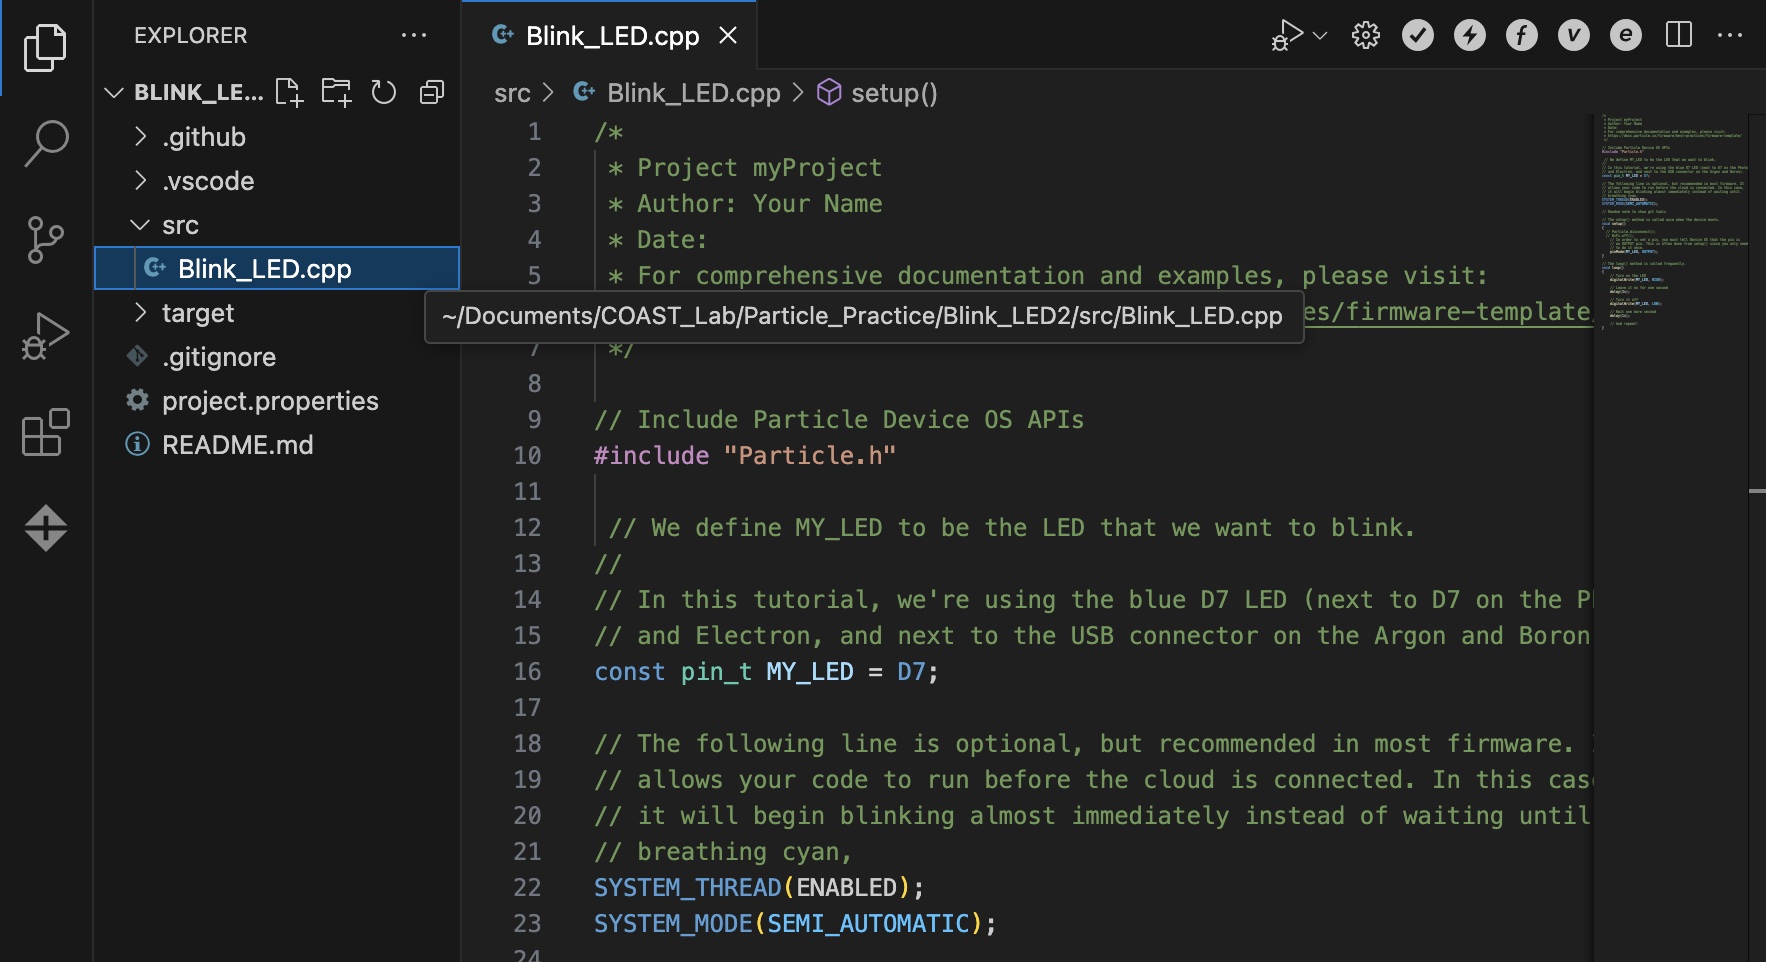 EXPLORER
BLINK_LE...
.github
.vscode
src
Blink_LED.cpp
target
.gitignore
project.properties
README.md
Blink_LED.cpp
src > Blink_LED.cpp > setup()
1 /*
2 * Project myProject
3 * Author: Your Name
4 * Date:
5 * For comprehensive documentation and examples, please visit:
es/firmware-template/
~/Documents/COAST_Lab/Particle_Practice/Blink_LED2/src/Blink_LED.cpp
7 */
8
9 // Include Particle Device OS APIs
10 #include "Particle.h"
11
12 // We define MY_LED to be the LED that we want to blink.
13 //
14 // In this tutorial, we're using the blue D7 LED (next to D7 on the
15 // and Electron, and next to the USB connector on the Argon and Boron
16 const pin_t MY_LED = D7;
17
18 // The following line is optional, but recommended in most firmware.
19 // allows your code to run before the cloud is connected. In this cas
20 // it will begin blinking almost immediately instead of waiting until
21 // breathing cyan,
22 SYSTEM_THREAD(ENABLED);
23 SYSTEM_MODE(SEMI_AUTOMATIC);
24